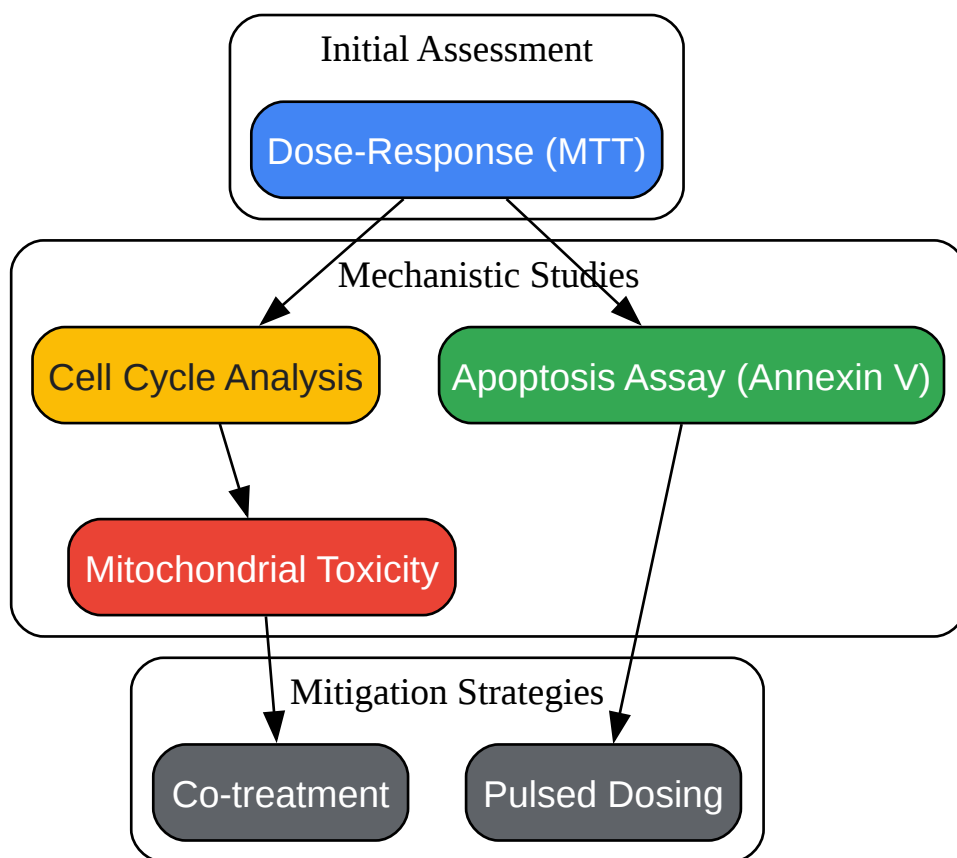 Initial Assessment
Dose-Response (MTT)
Mechanistic Studies
Cell Cycle Analysis
Apoptosis Assay (Annexin V)
Mitochondrial Toxicity
Mitigation Strategies
Co-treatment
Pulsed Dosing